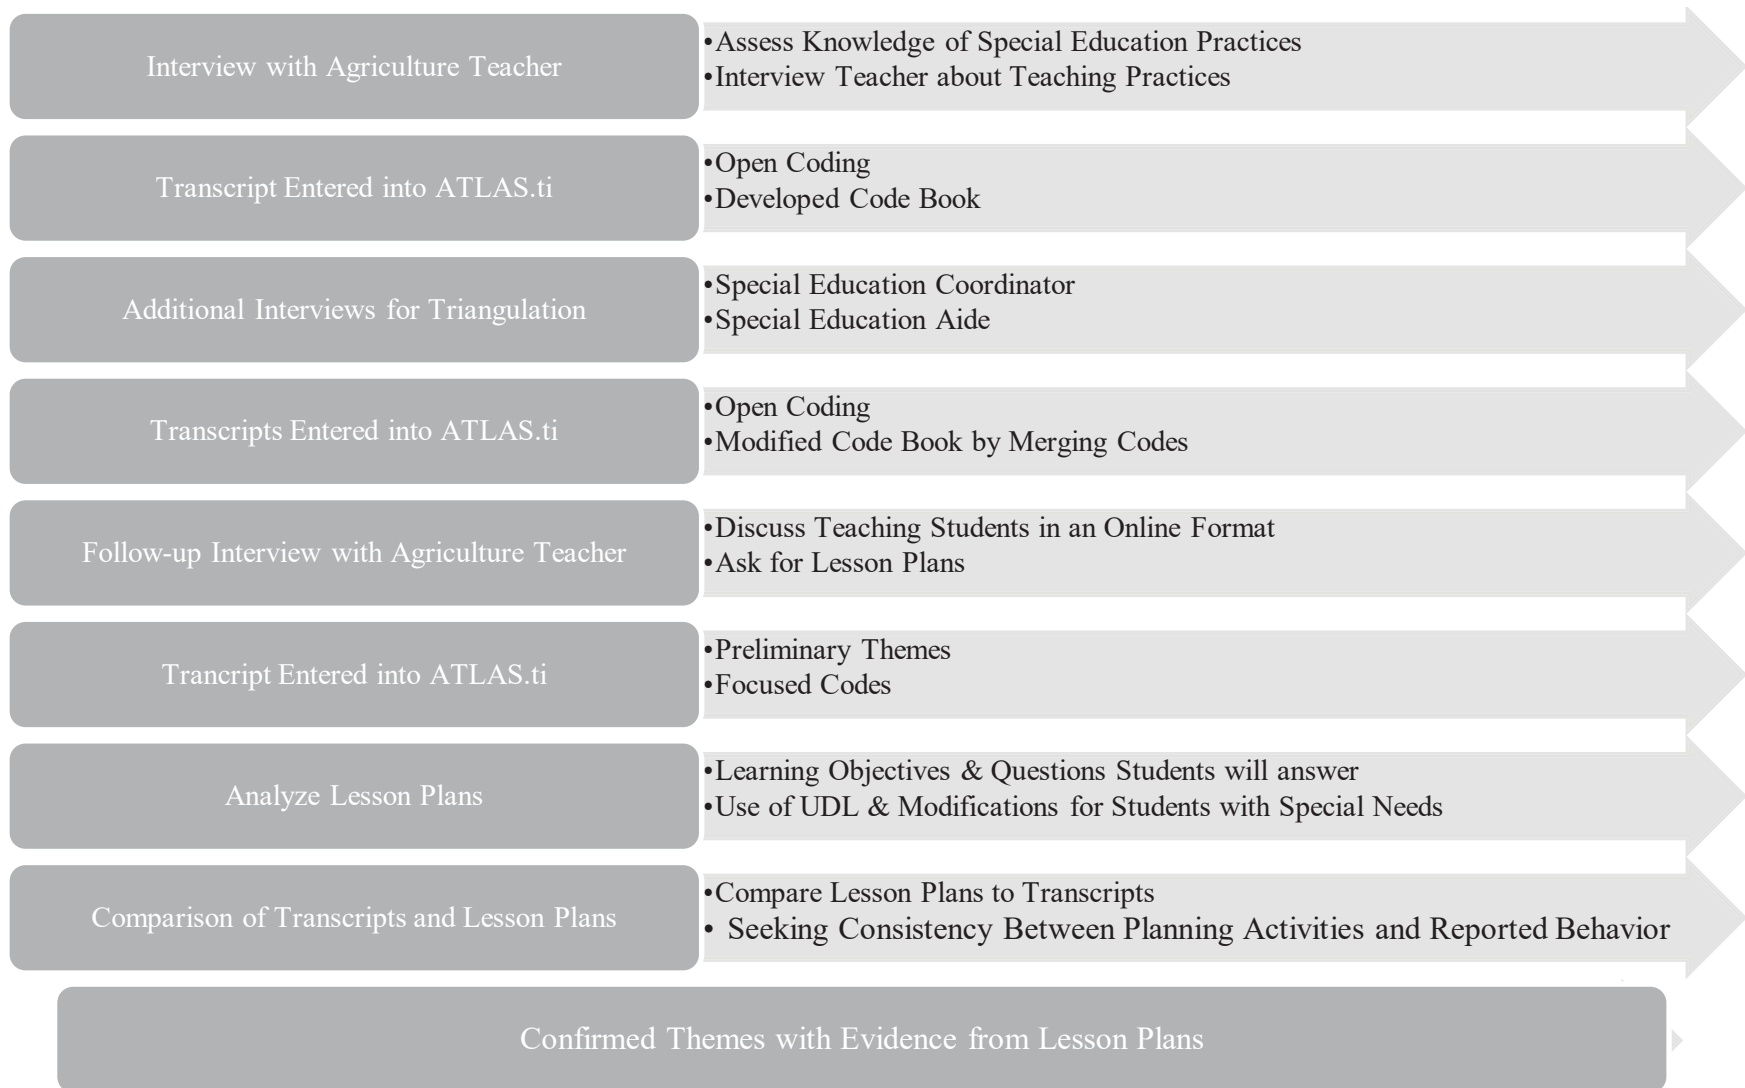 Interview with Agriculture Teacher
•Assess Knowledge of Special Education Practices
•Interview Teacher about Teaching Practices
Transcript Entered into ATLAS.ti
•Open Coding
•Developed Code Book
Additional Interviews for Triangulation
•Special Education Coordinator
•Special Education Aide
Transcripts Entered into ATLAS.ti
•Open Coding
•Modified Code Book by Merging Codes
Follow-up Interview with Agriculture Teacher
•Discuss Teaching Students in an Online Format
•Ask for Lesson Plans
Trancript Entered into ATLAS.ti
•Preliminary Themes
•Focused Codes
Analyze Lesson Plans
•Learning Objectives & Questions Students will answer
•Use of UDL & Modifications for Students with Special Needs
Comparison of Transcripts and Lesson Plans
•Compare Lesson Plans to Transcripts
• Seeking Consistency Between Planning Activities and Reported Behavior
Confirmed Themes with Evidence from Lesson Plans